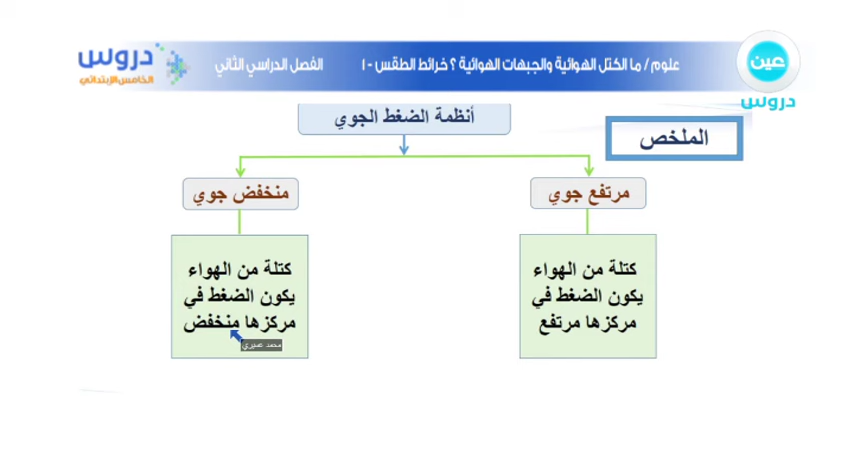 علوم / ما الكتل الهوائية والجبهات الهوائية ؟ خرائط الطقس - ١
الفصل الدراسي الثاني
دروس
الخامس الابتدائي
عين
دروس
الملخص
أنظمة الضغط الجوي
مرتفع جوي
منخفض جوي
كتلة من الهواء
يكون الضغط في
مركزها مرتفع
كتلة من الهواء
يكون الضغط في
مركزها منخفض
محمد عسيري